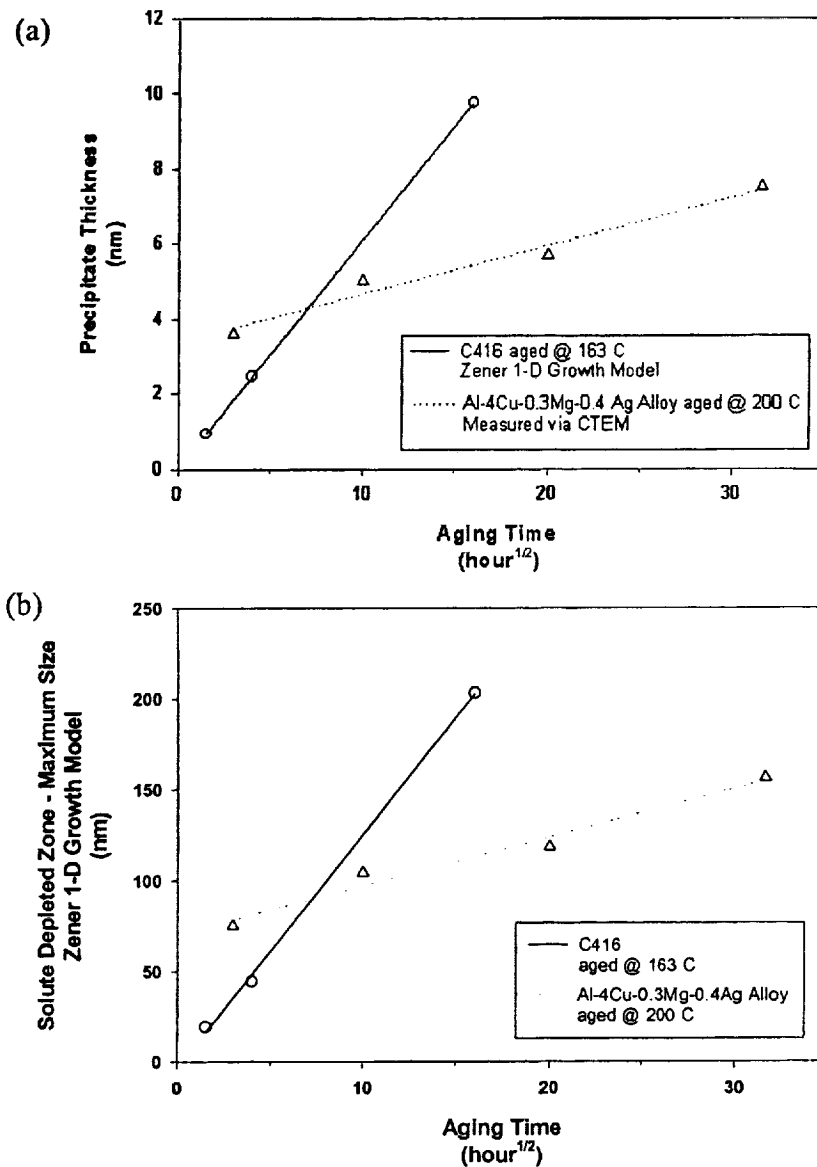 (a)
12
10
8
6
4
2
0
Precipitate Thickness
(nm)
C416 aged @ 163 C
Zener 1-D Growth Model
Al-4Cu-0.3Mg-0.4 Ag Alloy aged @ 200 C
Measured via CTEM
0
10
20
30
Aging Time
(hour1/2)
(b)
250
200
150
100
50
0
Solute Depleted Zone - Maximum Size
Zener 1-D Growth Model
(nm)
C416
aged @ 163 C
Al-4Cu-0.3Mg-0.4Ag Alloy
aged @ 200 C
0
10
20
30
Aging Time
(hour1/2)